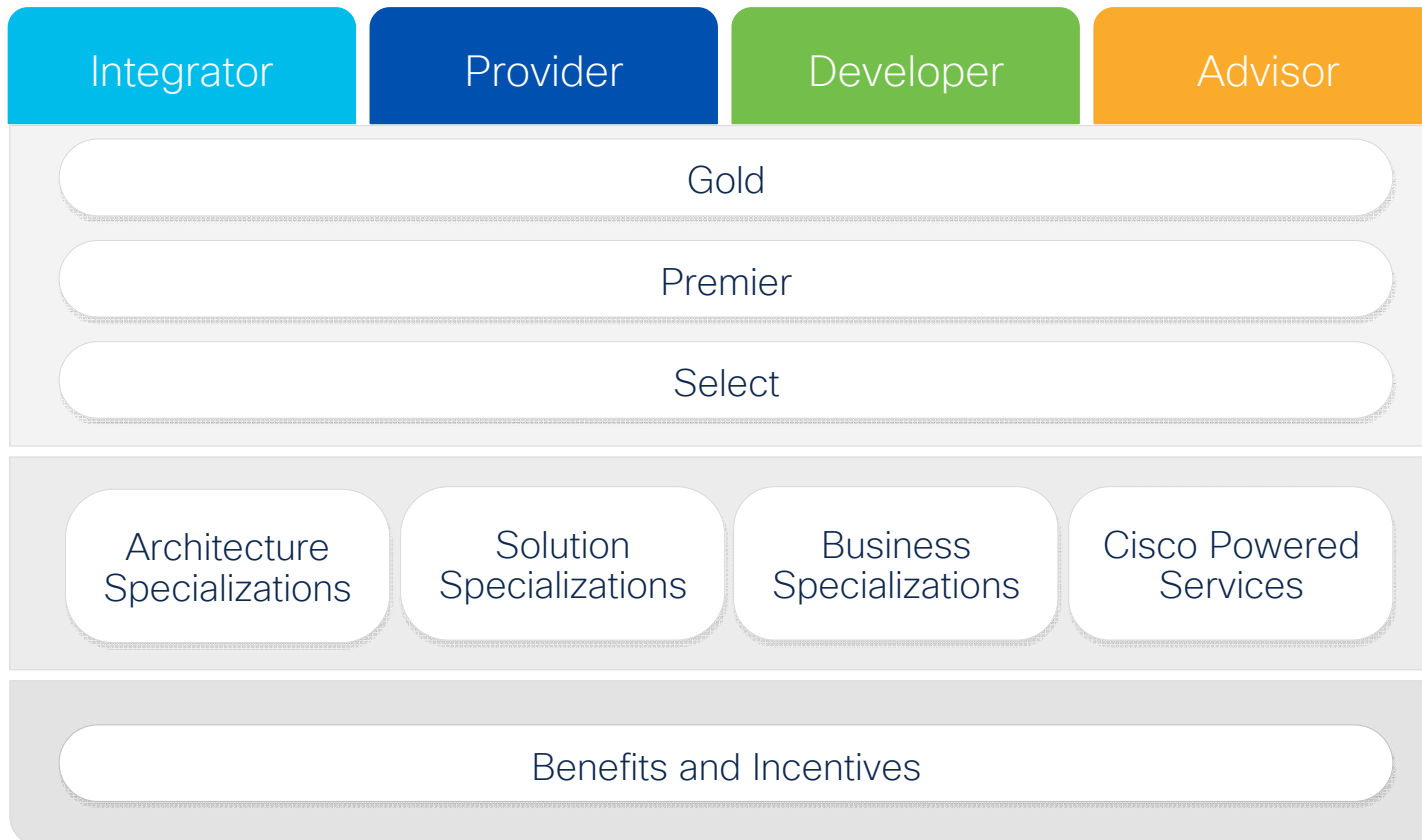 Integrator
Provider
Developer
Advisor
Gold
Premier
Select
Architecture
Specializations
Solution
Specializations
Business
Specializations
Cisco Powered
Services
Benefits and Incentives